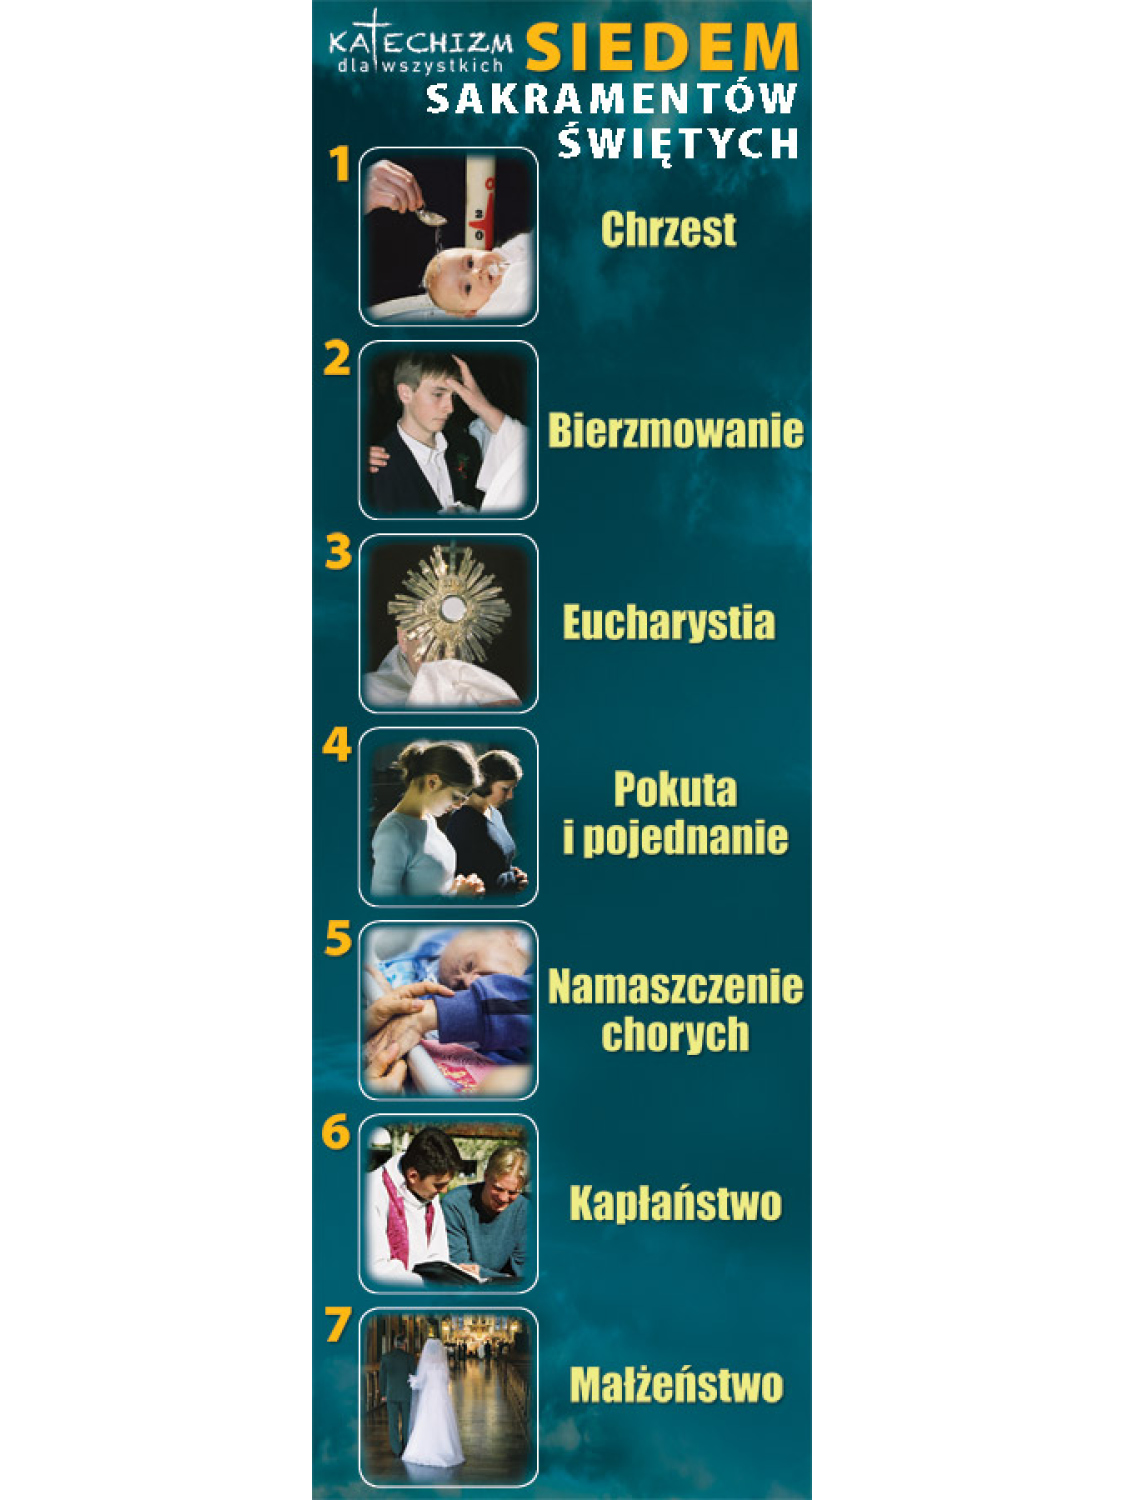 KATECHIZM
dla wszystkich
SIEDEM
SAKRAMENTÓW
ŚWIĘTYCH
1
Chrzest
2
Bierzmowanie
3
Eucharystia
4
Pokuta
i pojednanie
5
Namaszczenie
chorych
6
Kapłaństwo
7
Małżeństwo